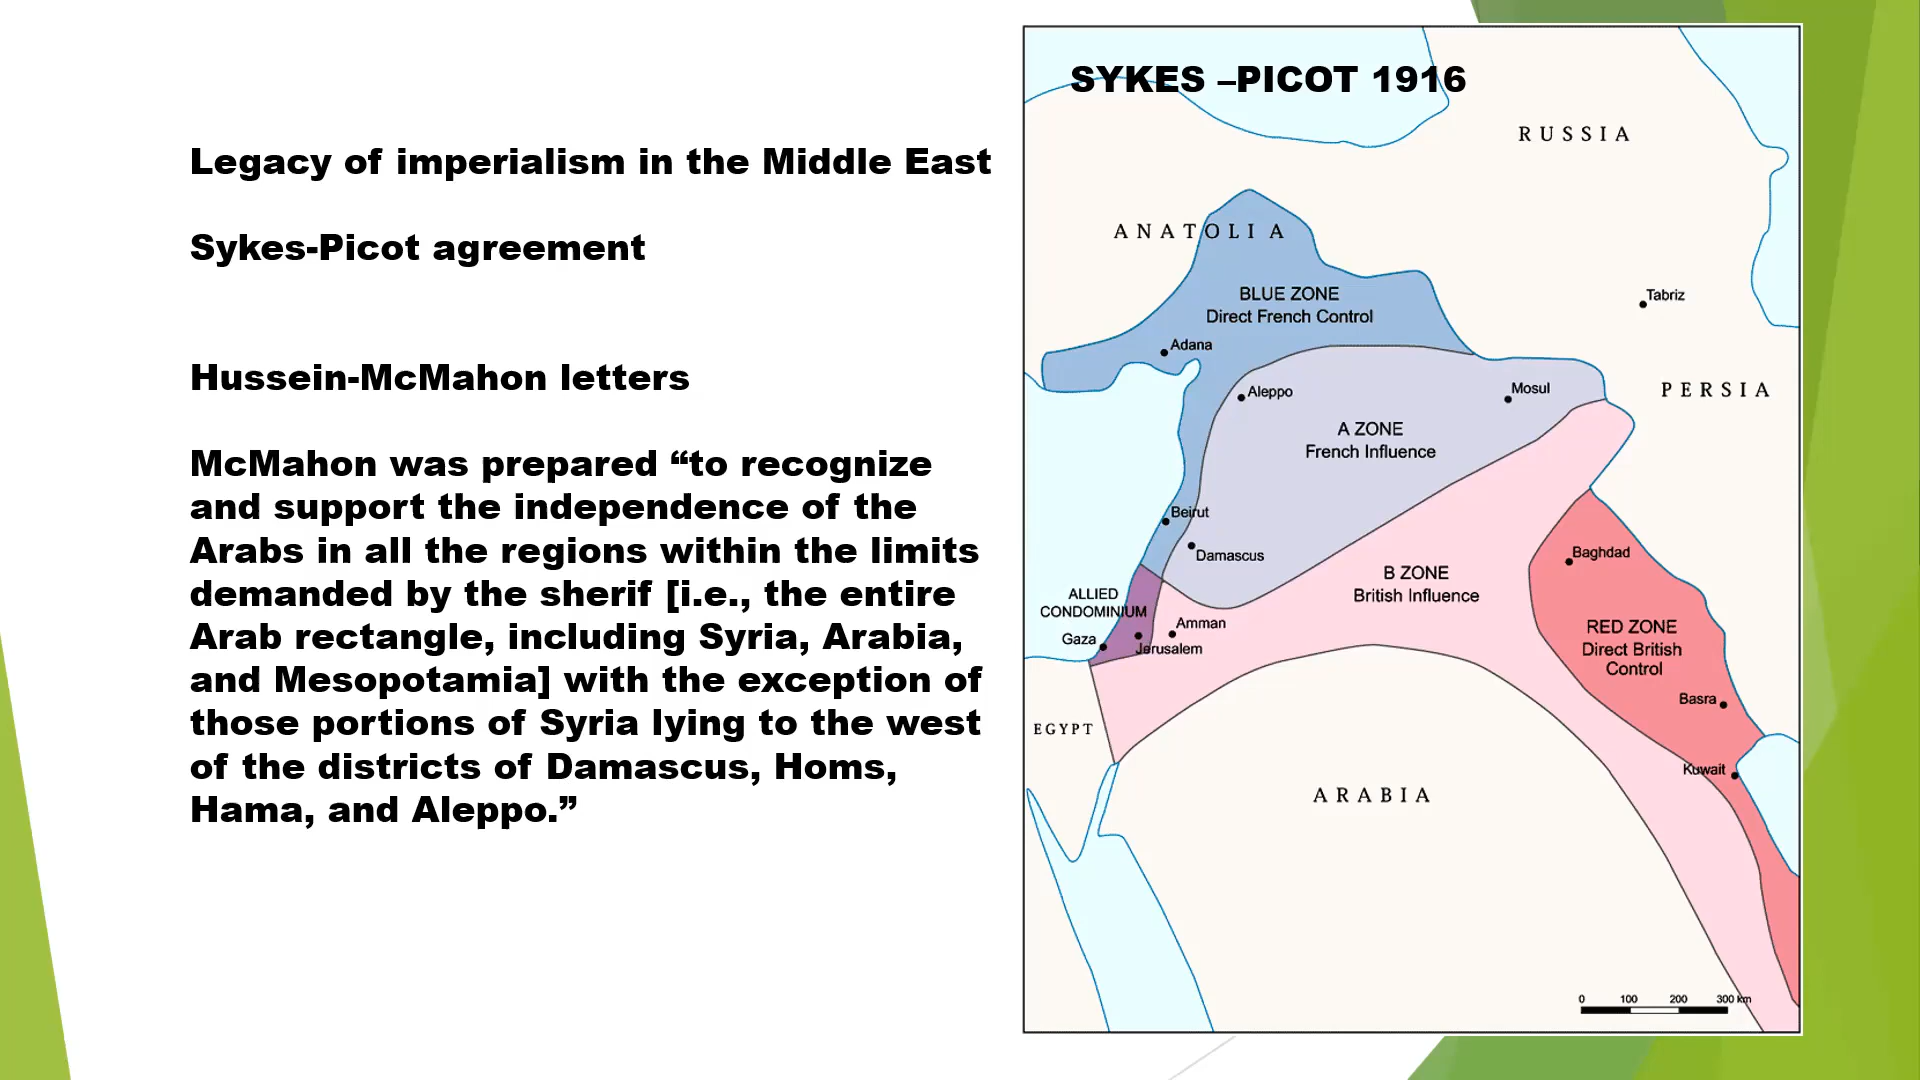 Legacy of imperialism in the Middle East
Sykes-Picot agreement
Hussein-McMahon letters
McMahon was prepared “to recognize
and support the independence of the
Arabs in all the regions within the limits
demanded by the sherif [i.e., the entire
Arab rectangle, including Syria, Arabia,
and Mesopotamia] with the exception of
those portions of Syria lying to the west
of the districts of Damascus, Homs,
Hama, and Aleppo.”
SYKES –PICOT 1916
RUSSIA
ANATOLIA
BLUE ZONE
Direct French Control
Tabriz
Adana
Aleppo
Mosul
PERSIA
A ZONE
French Influence
Beirut
Damascus
Baghdad
B ZONE
British Influence
ALLIED
CONDOMINIUM
Gaza
Amman
Jerusalem
RED ZONE
Direct British
Control
Basra
EGYPT
Kuwait
ARABIA
0 100 200 300 km